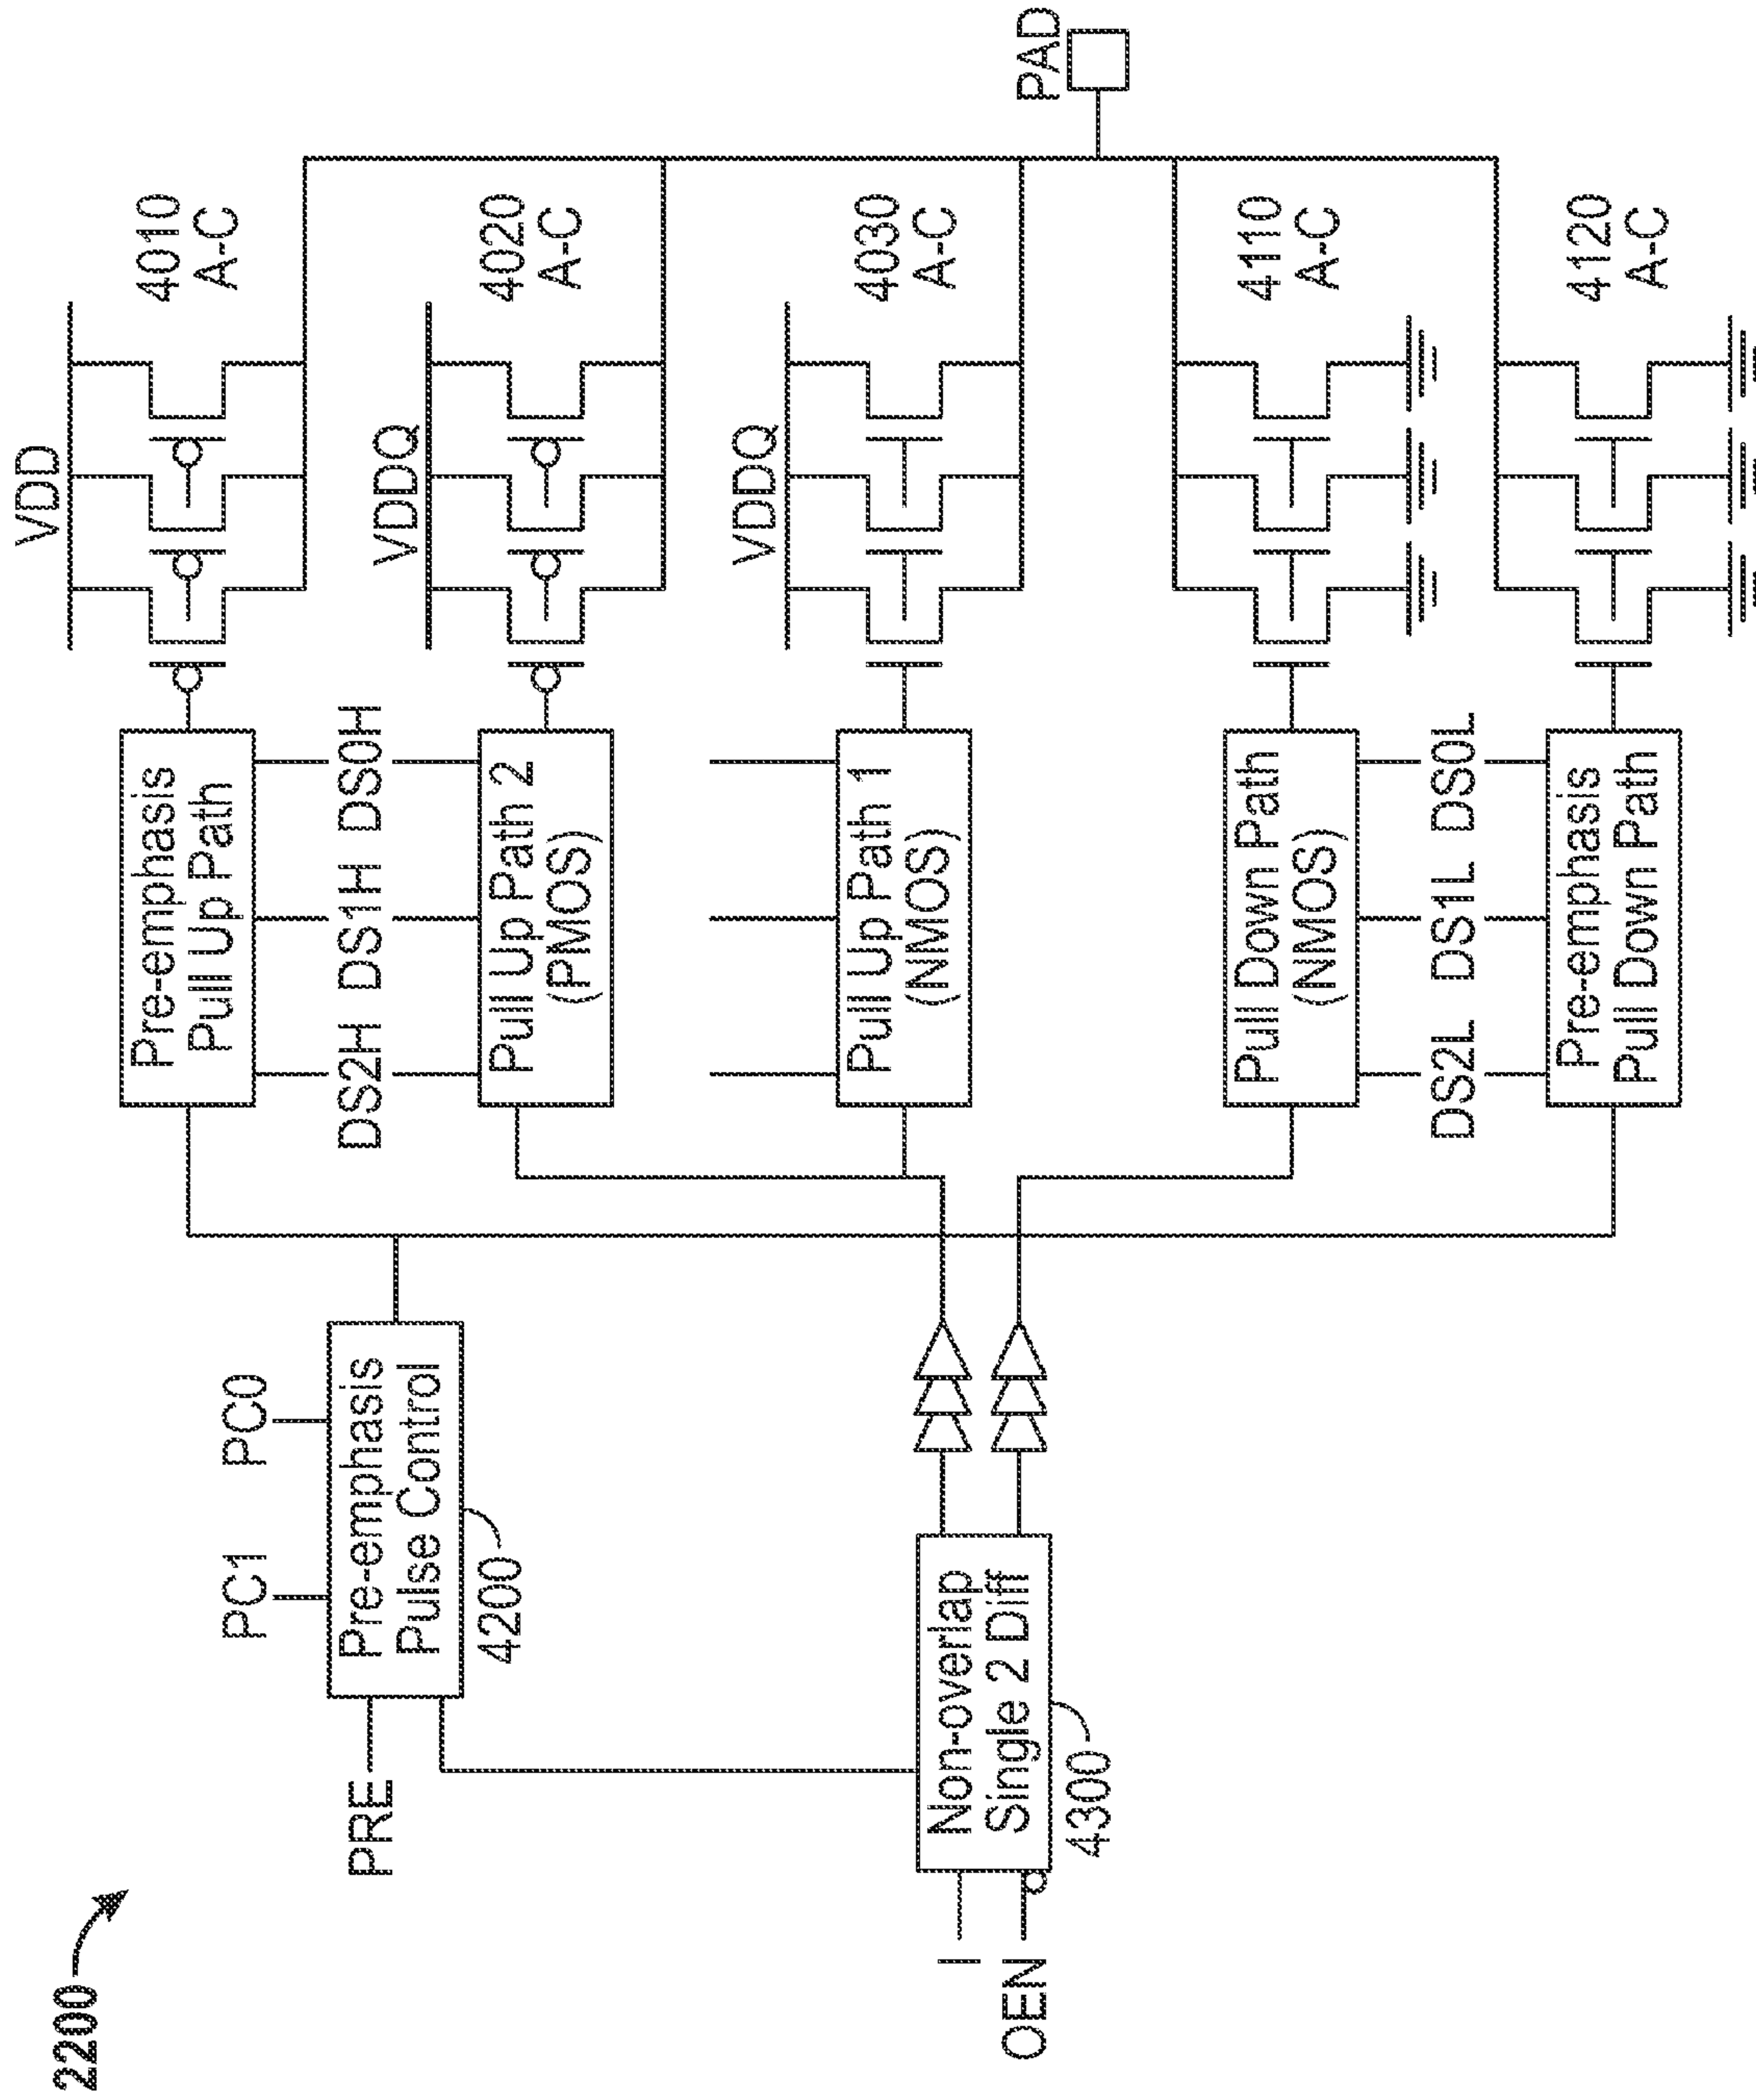 2200
PRE
PC1
PC0
Pre-emphasis
Pulse Control
4200
I
OEN
Non-overlap
Single 2 Diff
4300
Pre-emphasis
Pull Up Path
DS2H
DS1H
DS0H
Pull Up Path 2
(PMOS)
Pull Up Path 1
(NMOS)
Pull Down Path
(NMOS)
DS2L
DS1L
DS0L
Pre-emphasis
Pull Down Path
VDD
4010
A-C
VDDQ
4020
A-C
VDDQ
4030
A-C
4110
A-C
4120
A-C
PAD